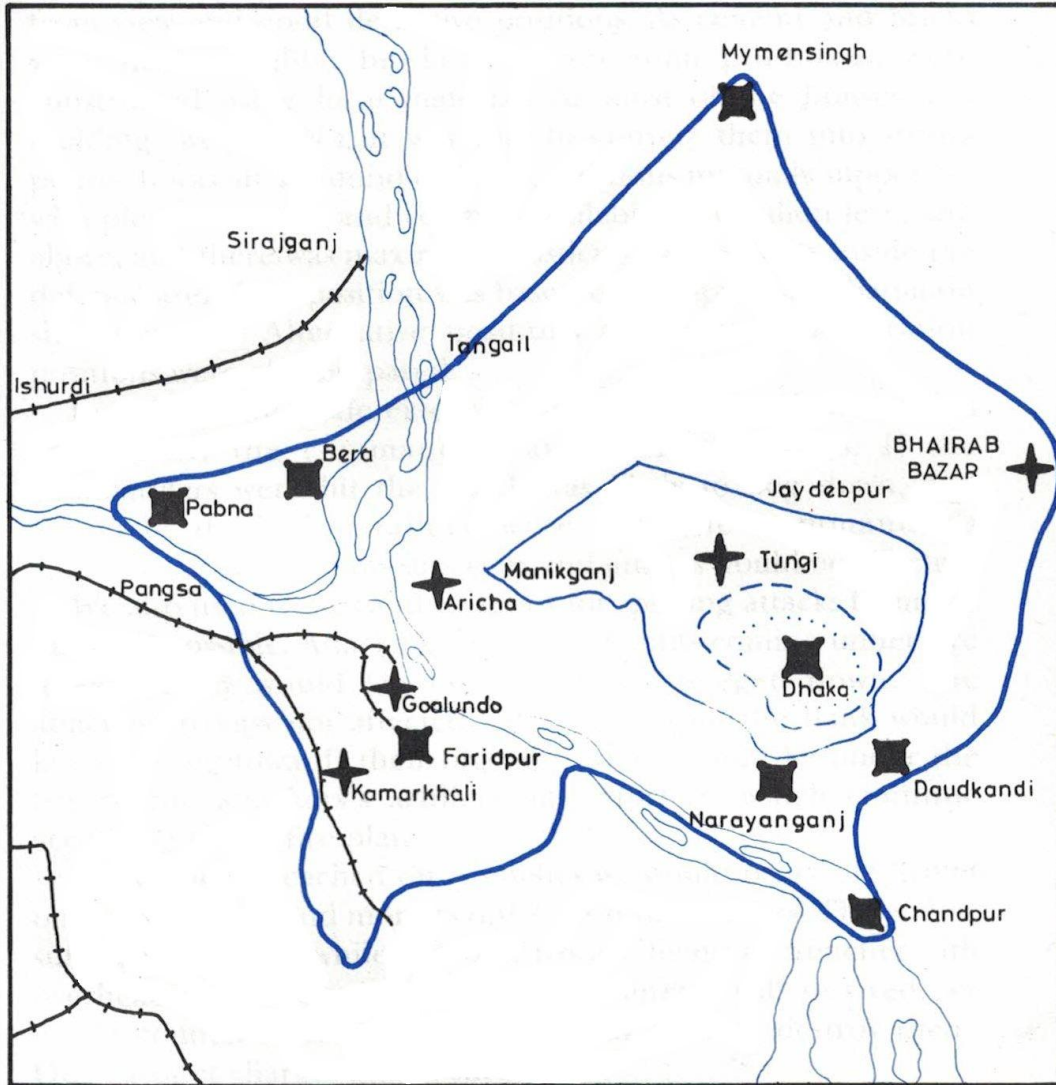 Mymensingh
Sirajganj
Tangail
Ishurdi
Bera
BHAIRAB
BAZAR
Pabna
Jaydebpur
Pangsa
Manikganj
Tungi
Aricha
Dhaka
Goalundo
Faridpur
Kamarkhali
Daudkandi
Narayanganj
Chandpur